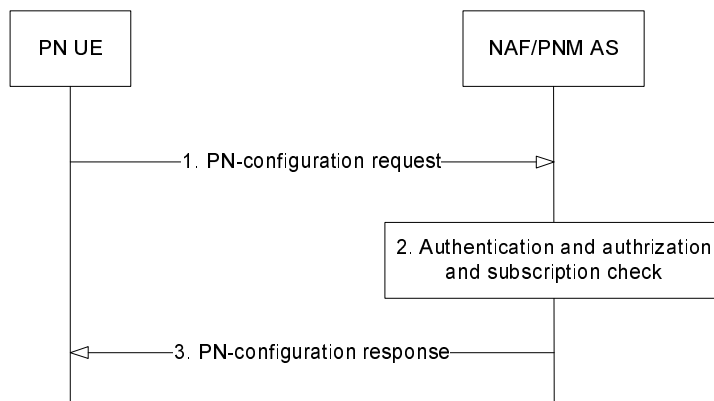 PN UE
NAF/PNM AS
1. PN-configuration request
2. Authentication and authrization
and subscription check
3. PN-configuration response